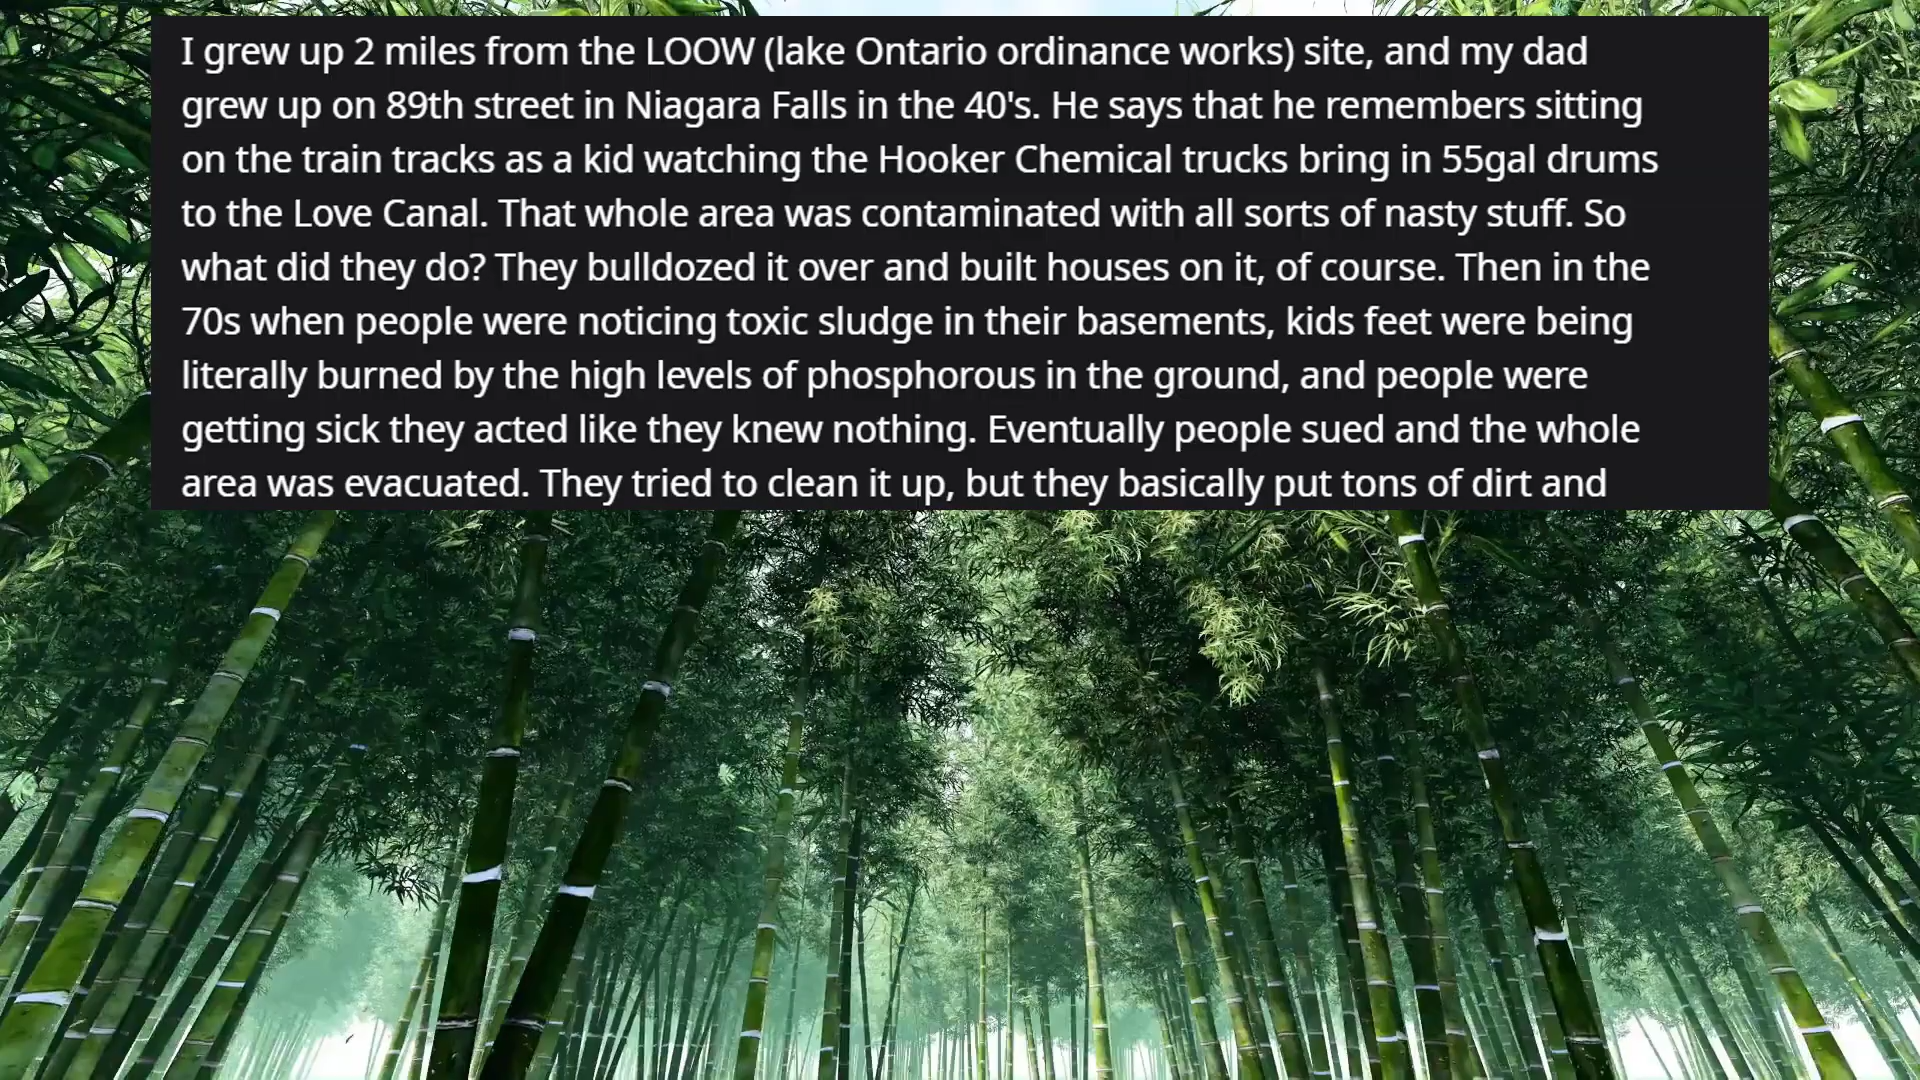 I grew up 2 miles from the LOOW (lake Ontario ordinance works) site, and my dad
grew up on 89th street in Niagara Falls in the 40's. He says that he remembers sitting
on the train tracks as a kid watching the Hooker Chemical trucks bring in 55gal drums
to the Love Canal. That whole area was contaminated with all sorts of nasty stuff. So
what did they do? They bulldozed it over and built houses on it, of course. Then in the
70s when people were noticing toxic sludge in their basements, kids feet were being
literally burned by the high levels of phosphorous in the ground, and people were
getting sick they acted like they knew nothing. Eventually people sued and the whole
area was evacuated. They tried to clean it up, but they basically put tons of dirt and